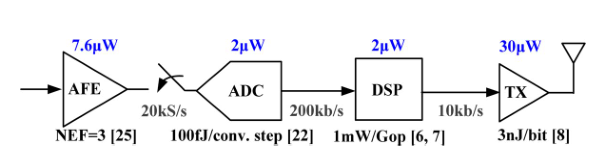 7.6µW 2µW 2µW 30µW
AFE ADC DSP TX
20kS/s 200kb/s 10kb/s
NEF=3 [25] 100fJ/conv. step [22] 1mW/Gop [6, 7] 3nJ/bit [8]